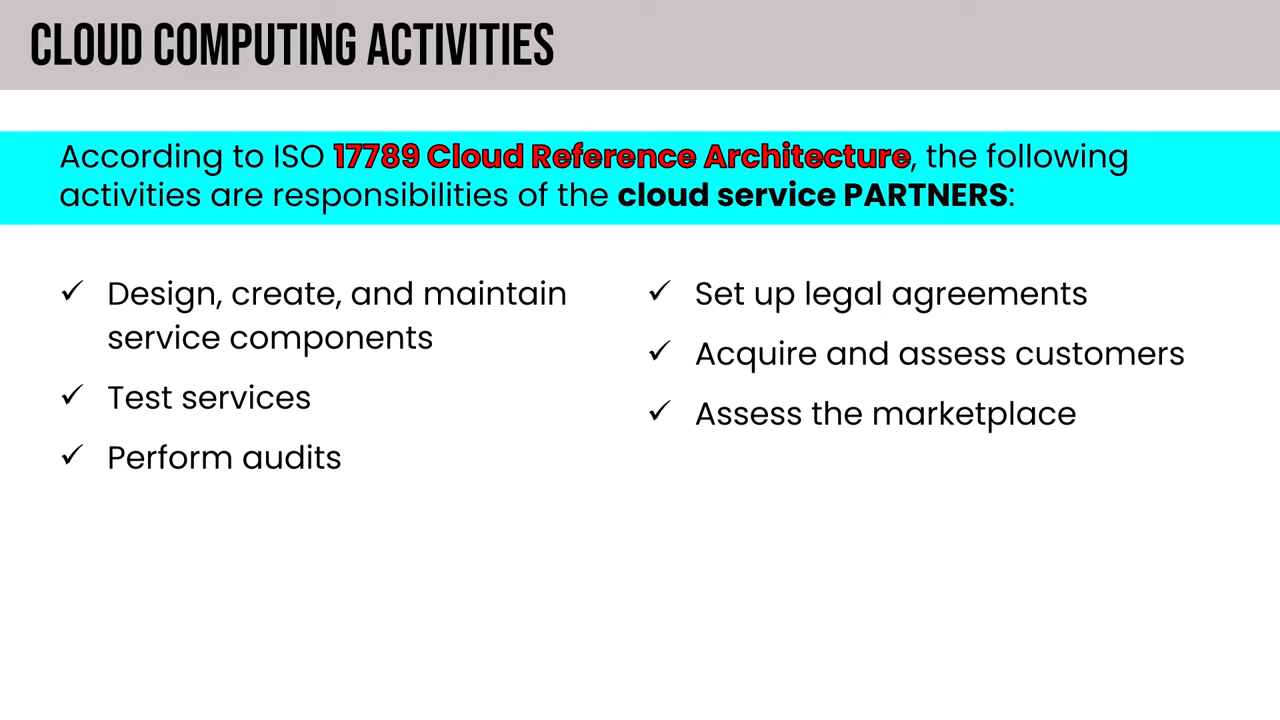 CLOUD COMPUTING ACTIVITIES
According to ISO 17789 Cloud Reference Architecture, the following
activities are responsibilities of the cloud service PARTNERS:
✓ Design, create, and maintain
service components
✓ Test services
✓ Perform audits
✓ Set up legal agreements
✓ Acquire and assess customers
✓ Assess the marketplace